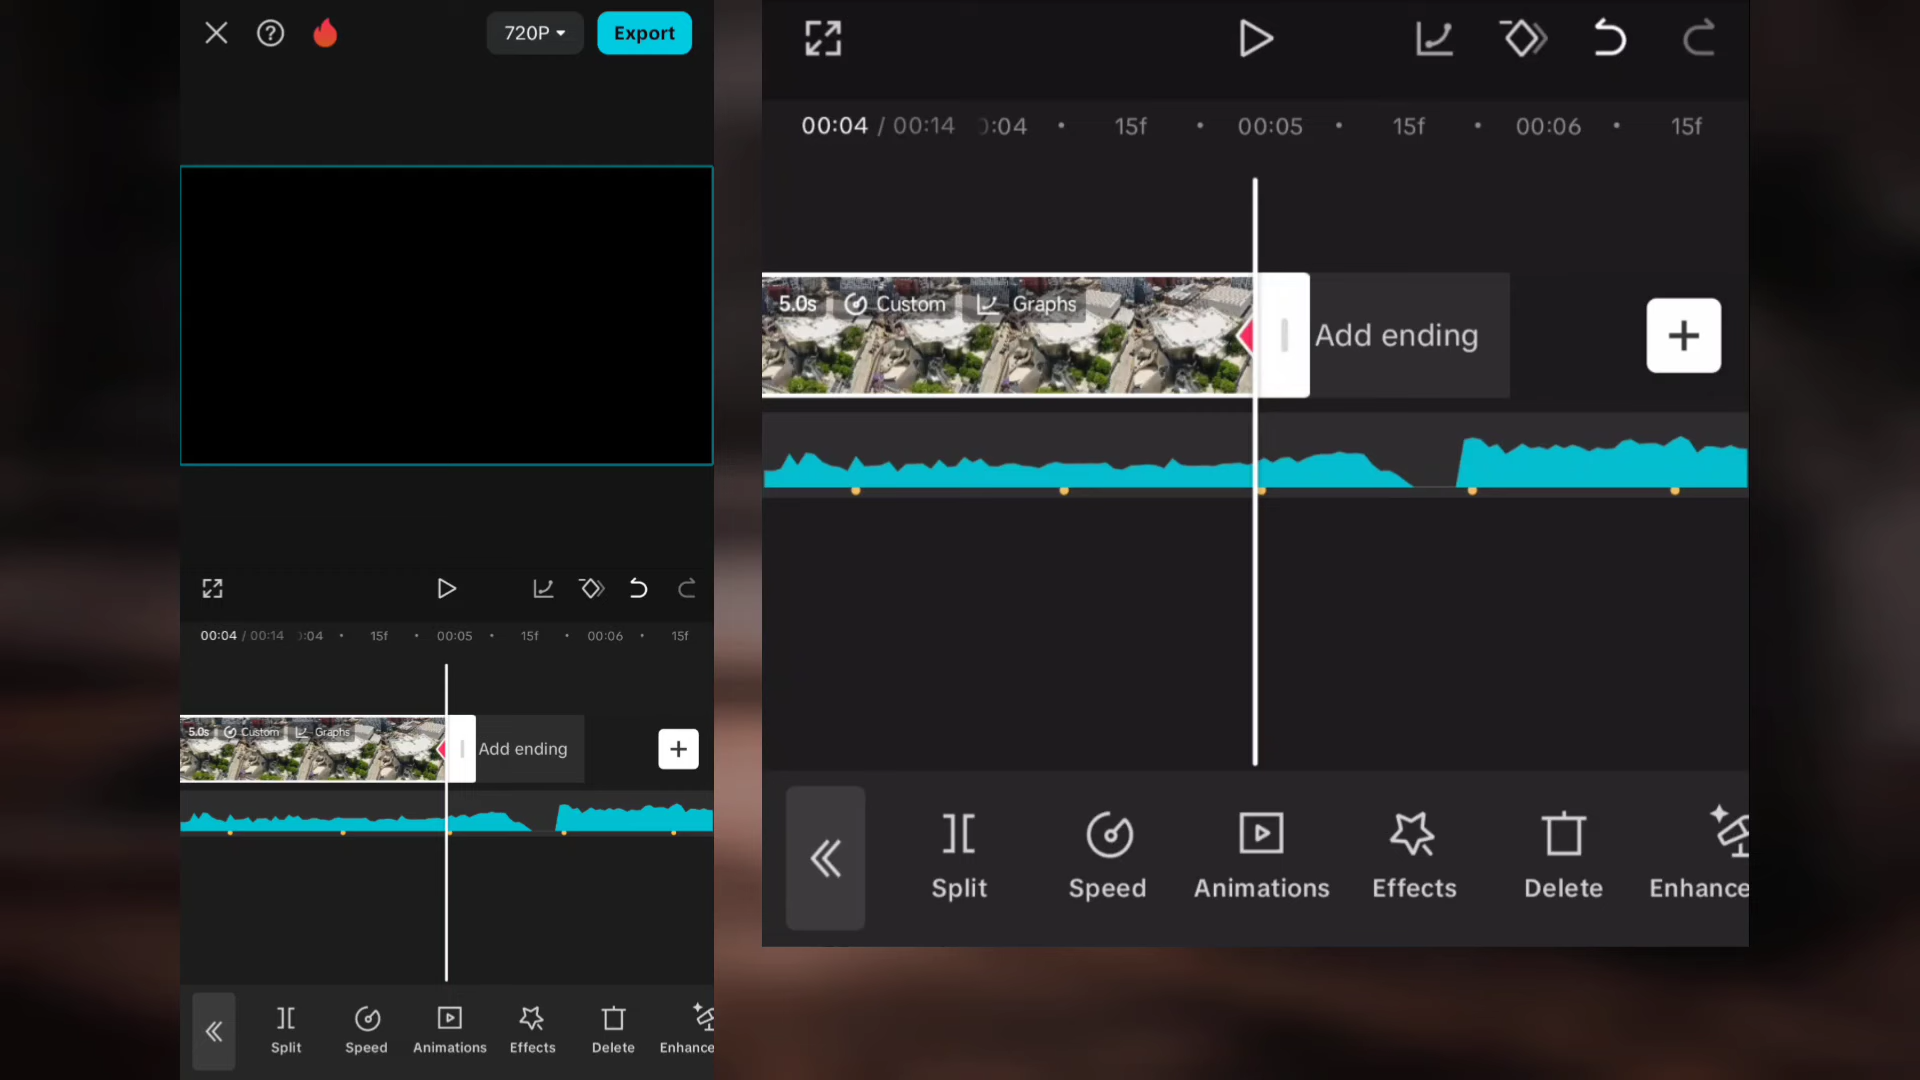 720P
Export
00:04 / 00:14 :04 15f 00:05 15f 00:06 15f
5.0s Custom Graphs
Add ending
Split Speed Animations Effects Delete Enhance
00:04 / 00:14 :04 15f 00:05 15f 00:06 15f
5.0s Custom Graphs
Add ending
Split Speed Animations Effects Delete Enhance